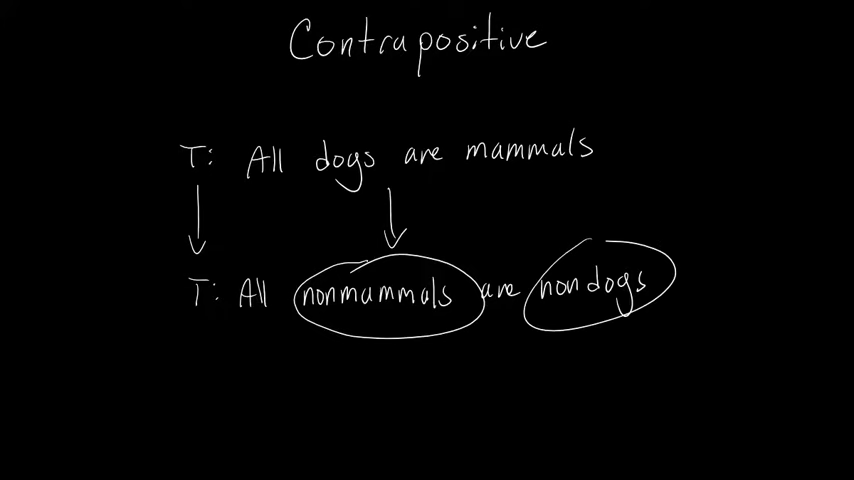 Contrapositive
T: All dogs are mammals
T: All nonmammals are nondogs